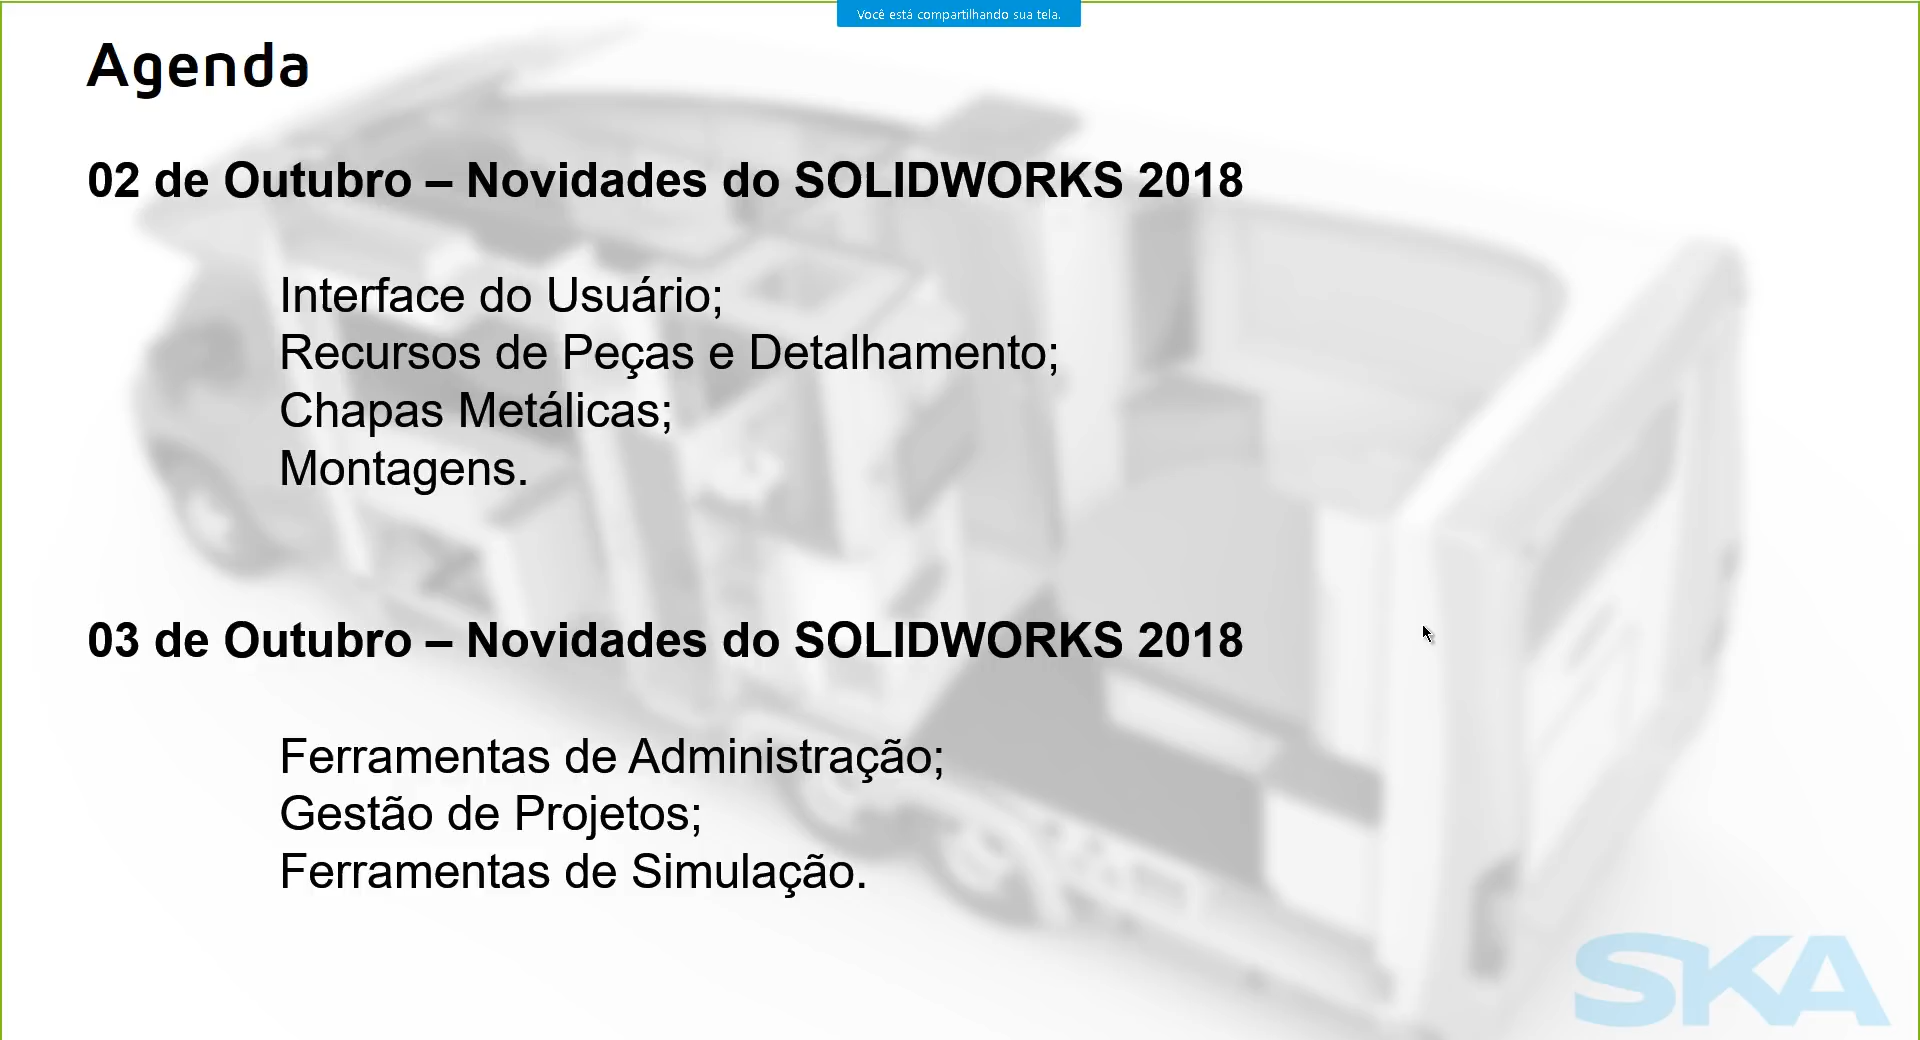 Você está compartilhando sua tela.
Agenda
02 de Outubro – Novidades do SOLIDWORKS 2018
Interface do Usuário;
Recursos de Peças e Detalhamento;
Chapas Metálicas;
Montagens.
03 de Outubro – Novidades do SOLIDWORKS 2018
Ferramentas de Administração;
Gestão de Projetos;
Ferramentas de Simulação.
SKA